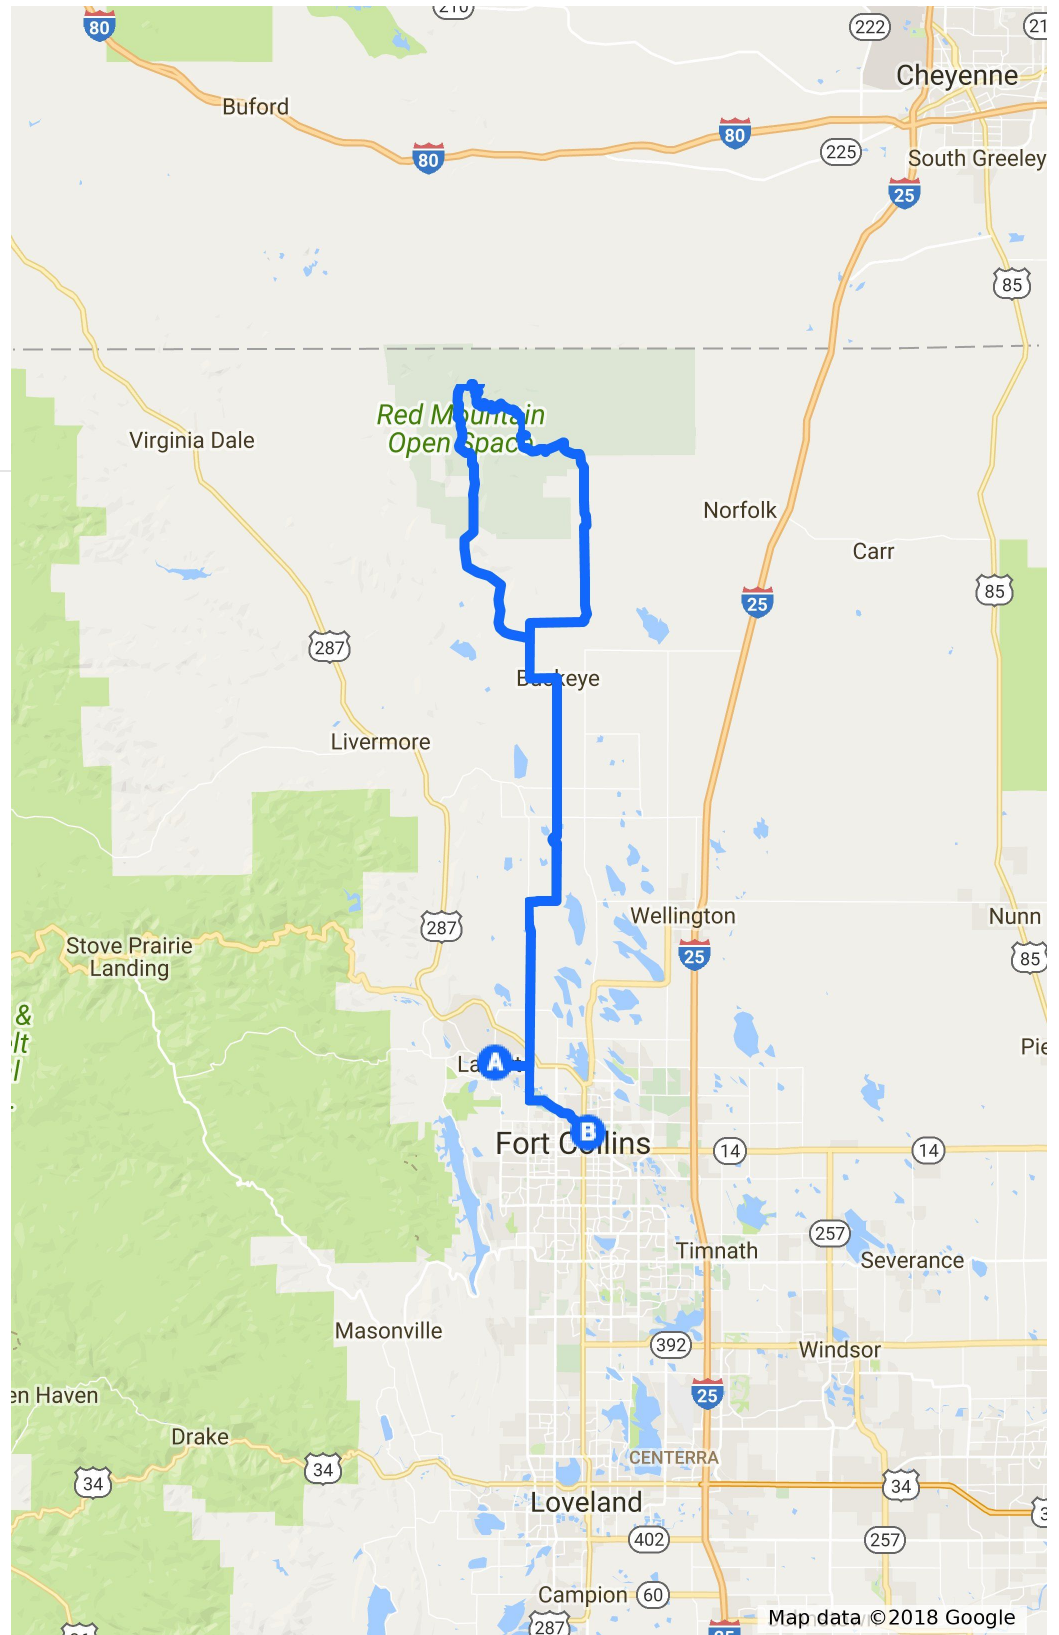 80
222
Cheyenne
Buford
80
80
225
South Greeley
25
85
Red Mountain
Open Space
Virginia Dale
Norfolk
Carr
25
85
287
Buckeye
Livermore
Wellington
Nunn
287
Stove Prairie
Landing
25
85
&
A
B
Fort Collins
14
14
257
Timnath
Severance
Masonville
392
Windsor
25
en Haven
Drake
CENTERRA
34
34
34
Loveland
402
257
Campion
60
287
Map data ©2018 Google